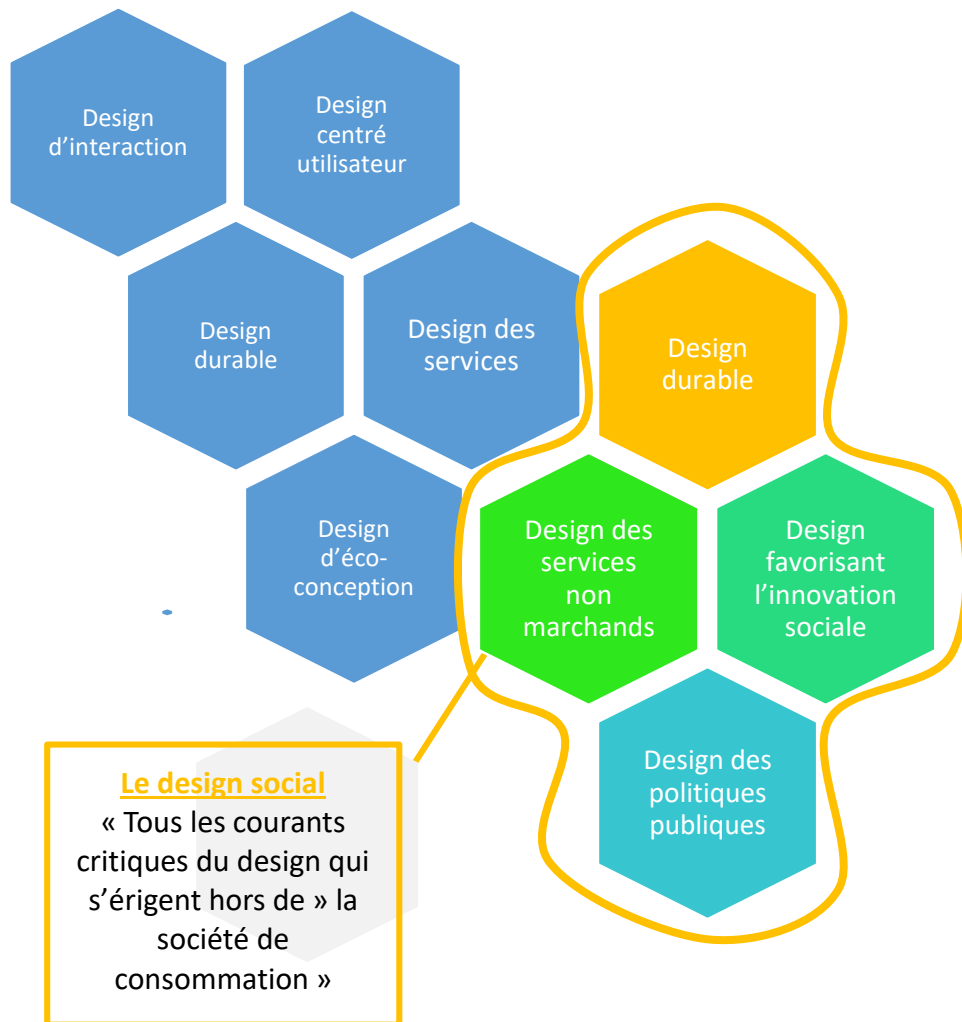 Design
d'interaction
Design
centré
utilisateur
Design
durable
Design des
services
Design
durable
Design
d'éco-
conception
Design des
services
non
marchands
Design
favorisant
l'innovation
sociale
Design des
politiques
publiques
Le design social
« Tous les courants
critiques du design qui
s'érigent hors de » la
société de
consommation »